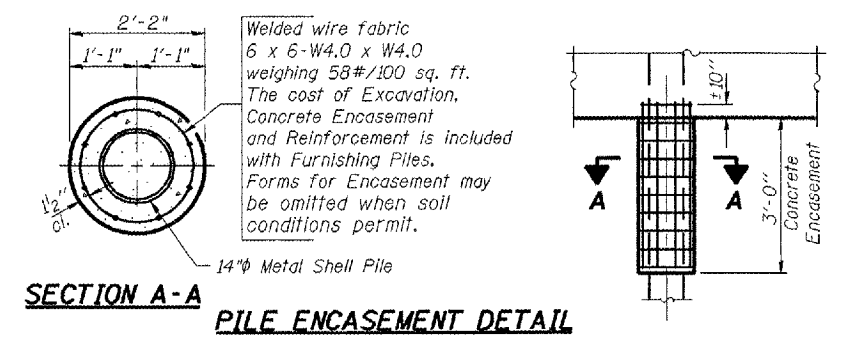 2'-2"
1'-1"
1'-1"
Welded wire fabric
6 x 6-W4.0 x W4.0
weighing 58#/100 sq. ft.
The cost of Excavation,
Concrete Encasement
and Reinforcement is included
with Furnishing Piles.
Forms for Encasement may
be omitted when soil
conditions permit.
1½"
cl.
14"ϕ Metal Shell Pile
SECTION A-A
±10"
A
A
3'-0"
Concrete
Encasement
PILE ENCASEMENT DETAIL